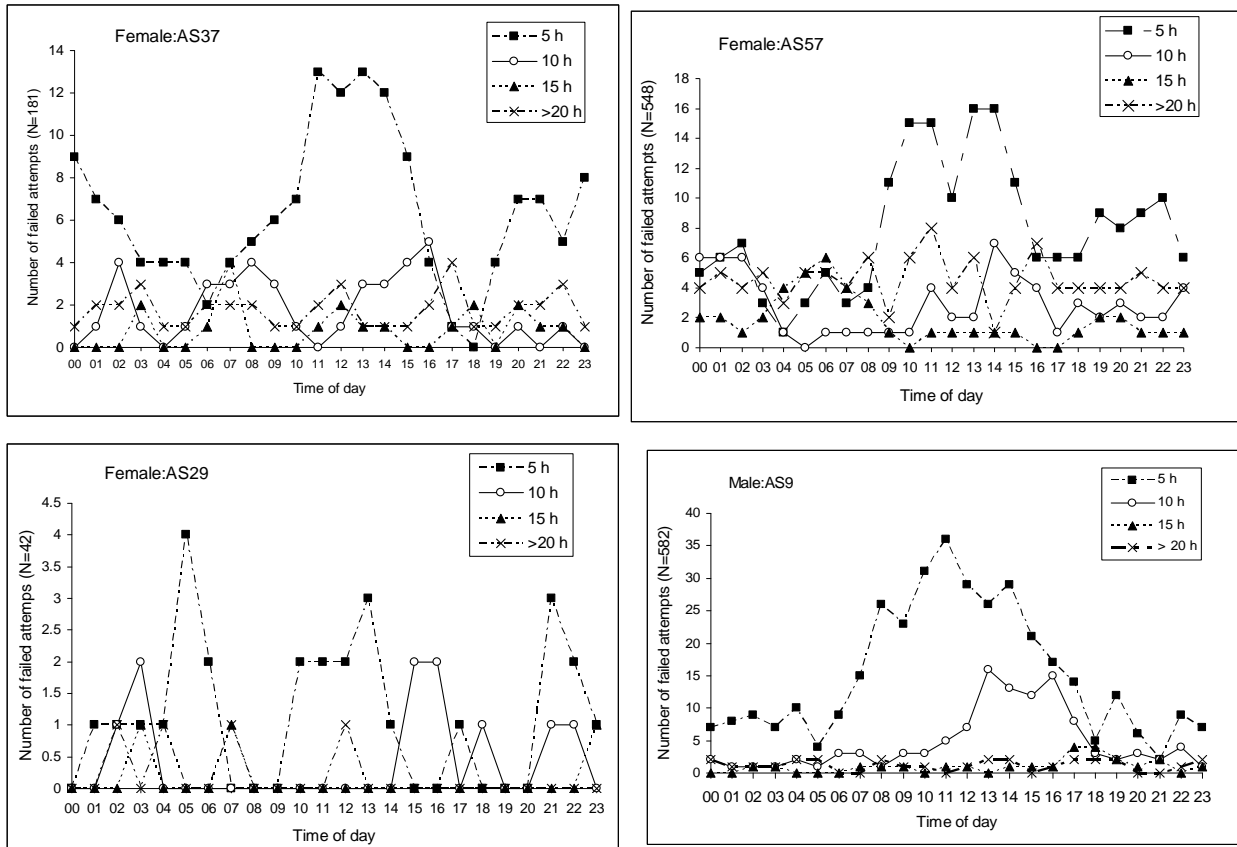 Female:AS37
5 h
10 h
15 h
>20 h
Number of failed attempts (N=181)
14
12
10
8
6
4
2
0
00 01 02 03 04 05 06 07 08 09 10 11 12 13 14 15 16 17 18 19 20 21 22 23
Time of day
Female:AS57
5 h
10 h
15 h
>20 h
Number of failed attempts (N=548)
18
16
14
12
10
8
6
4
2
0
00 01 02 03 04 05 06 07 08 09 10 11 12 13 14 15 16 17 18 19 20 21 22 23
Time of day
Female:AS29
5 h
10 h
15 h
>20 h
Number of failed attemps (N=42)
4.5
4
3.5
3
2.5
2
1.5
1
0.5
0
00 01 02 03 04 05 06 07 08 09 10 11 12 13 14 15 16 17 18 19 20 21 22 23
Time of day
Male:AS9
5 h
10 h
15 h
> 20 h
Number of failed attempts (N=582)
40
35
30
25
20
15
10
5
0
00 01 02 03 04 05 06 07 08 09 10 11 12 13 14 15 16 17 18 19 20 21 22 23
Time of day